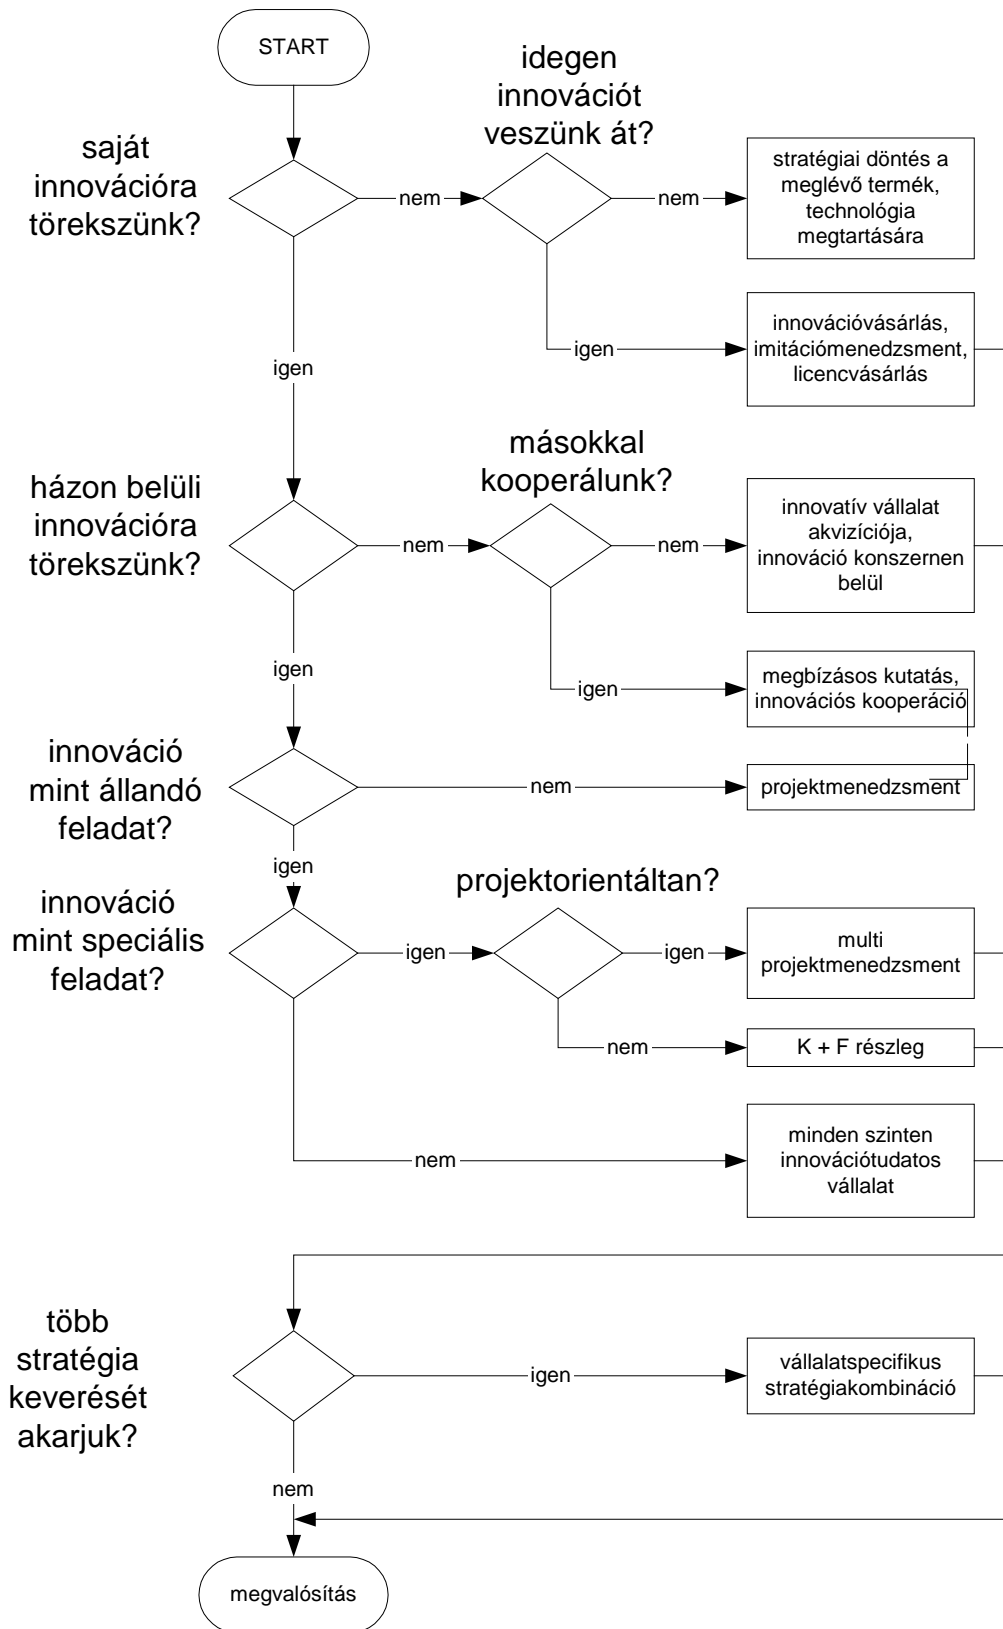 START
idegen
innovációt
veszünk át?
saját
innovációra
törekszünk?
nem
nem
stratégiai döntés a
meglévő termék,
technológia
megtartására
igen
igen
innovációvásárlás,
imitációmenedzsment,
licencvásárlás
másokkal
kooperálunk?
házon belüli
innovációra
törekszünk?
nem
nem
innovatív vállalat
akvizíciója,
innováció konszernen
belül
igen
igen
megbízásos kutatás,
innovációs kooperáció
innováció
mint állandó
feladat?
nem
projektmenedzsment
igen
projektorientáltan?
innováció
mint speciális
feladat?
igen
igen
multi
projektmenedzsment
nem
K + F részleg
nem
minden szinten
innovációtudatos
vállalat
több
stratégia
keverését
akarjuk?
igen
vállalatspecifikus
stratégiakombináció
nem
megvalósítás